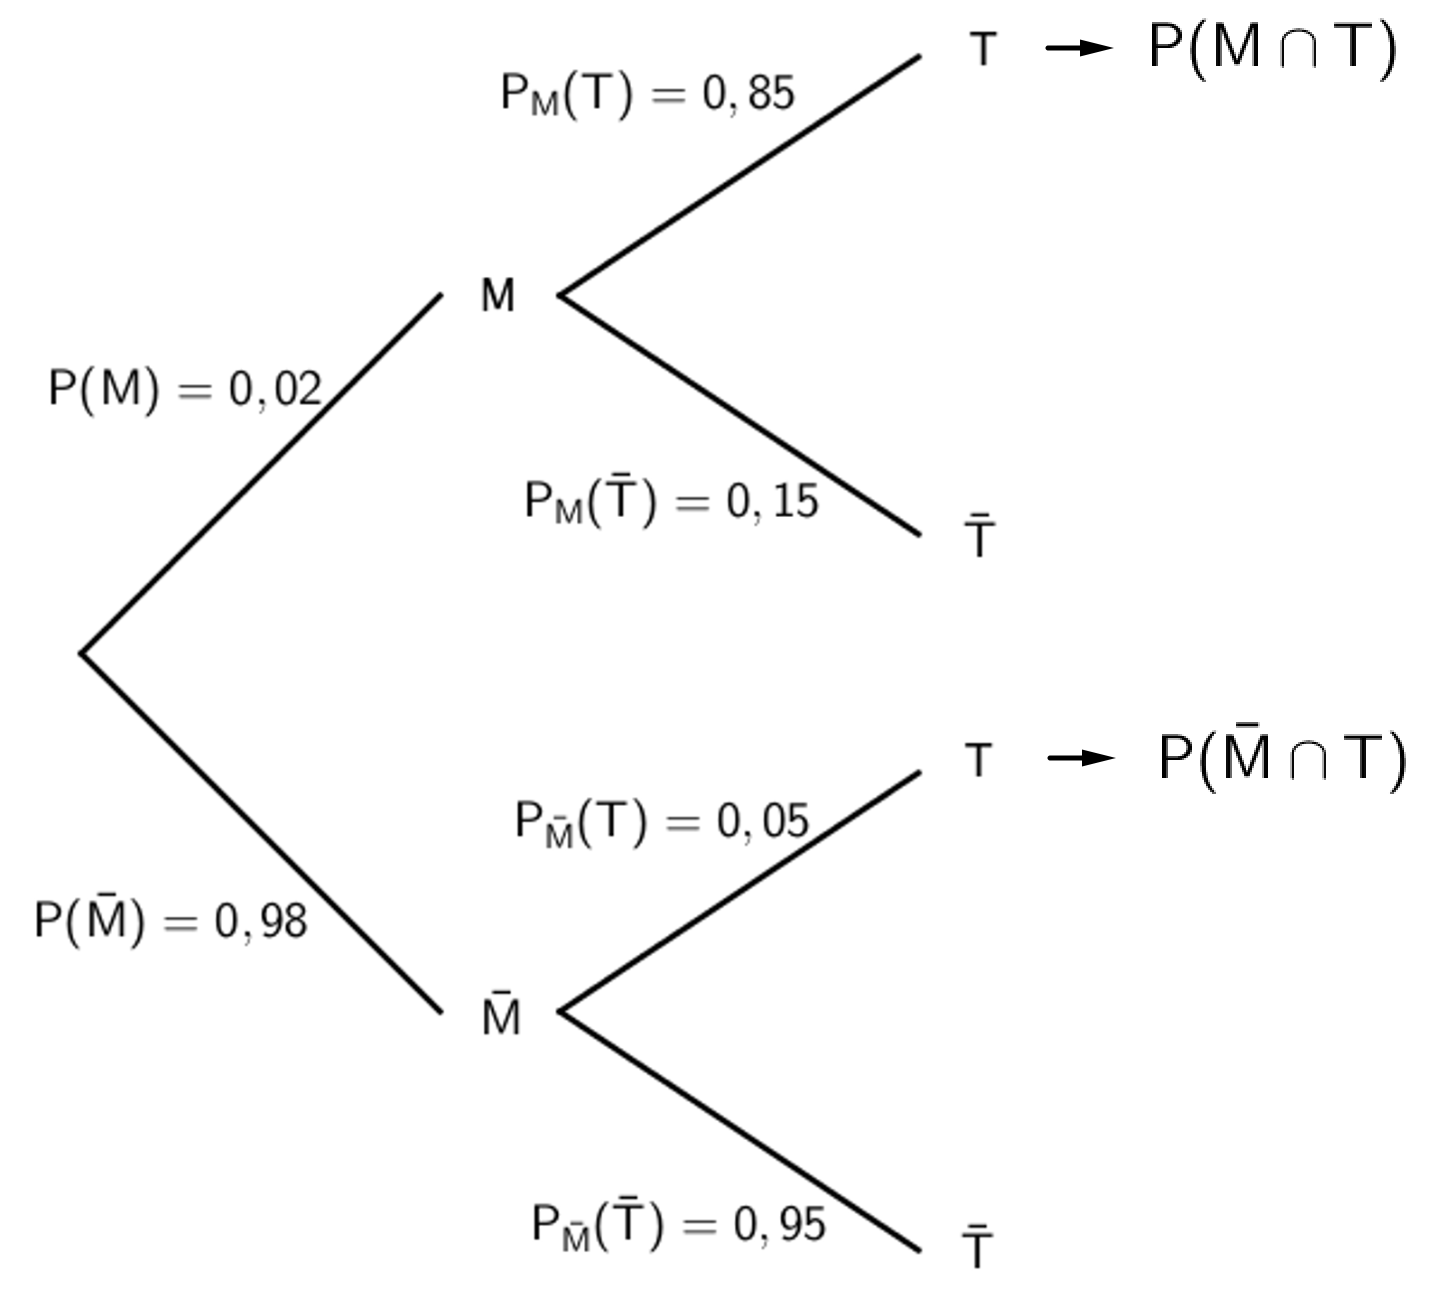 T → P(M ∩ T)
P_M(T) = 0, 85
M
P(M) = 0, 02
P_M(T̄) = 0, 15
T̄
T → P(M̄ ∩ T)
P_M̄(T) = 0, 05
P(M̄) = 0, 98
M̄
P_M̄(T̄) = 0, 95
T̄